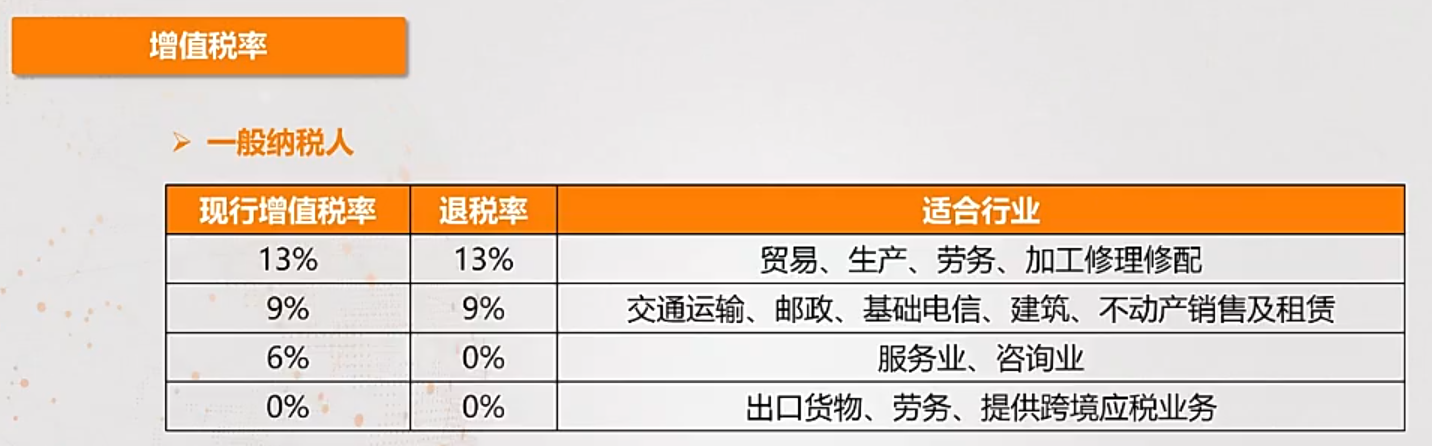 增值税率
一般纳税人
现行增值税率 退税率 适合行业
13% 13% 贸易、生产、劳务、加工修理修配
9% 9% 交通运输、邮政、基础电信、建筑、不动产销售及租赁
6% 0% 服务业、咨询业
0% 0% 出口货物、劳务、提供跨境应税业务